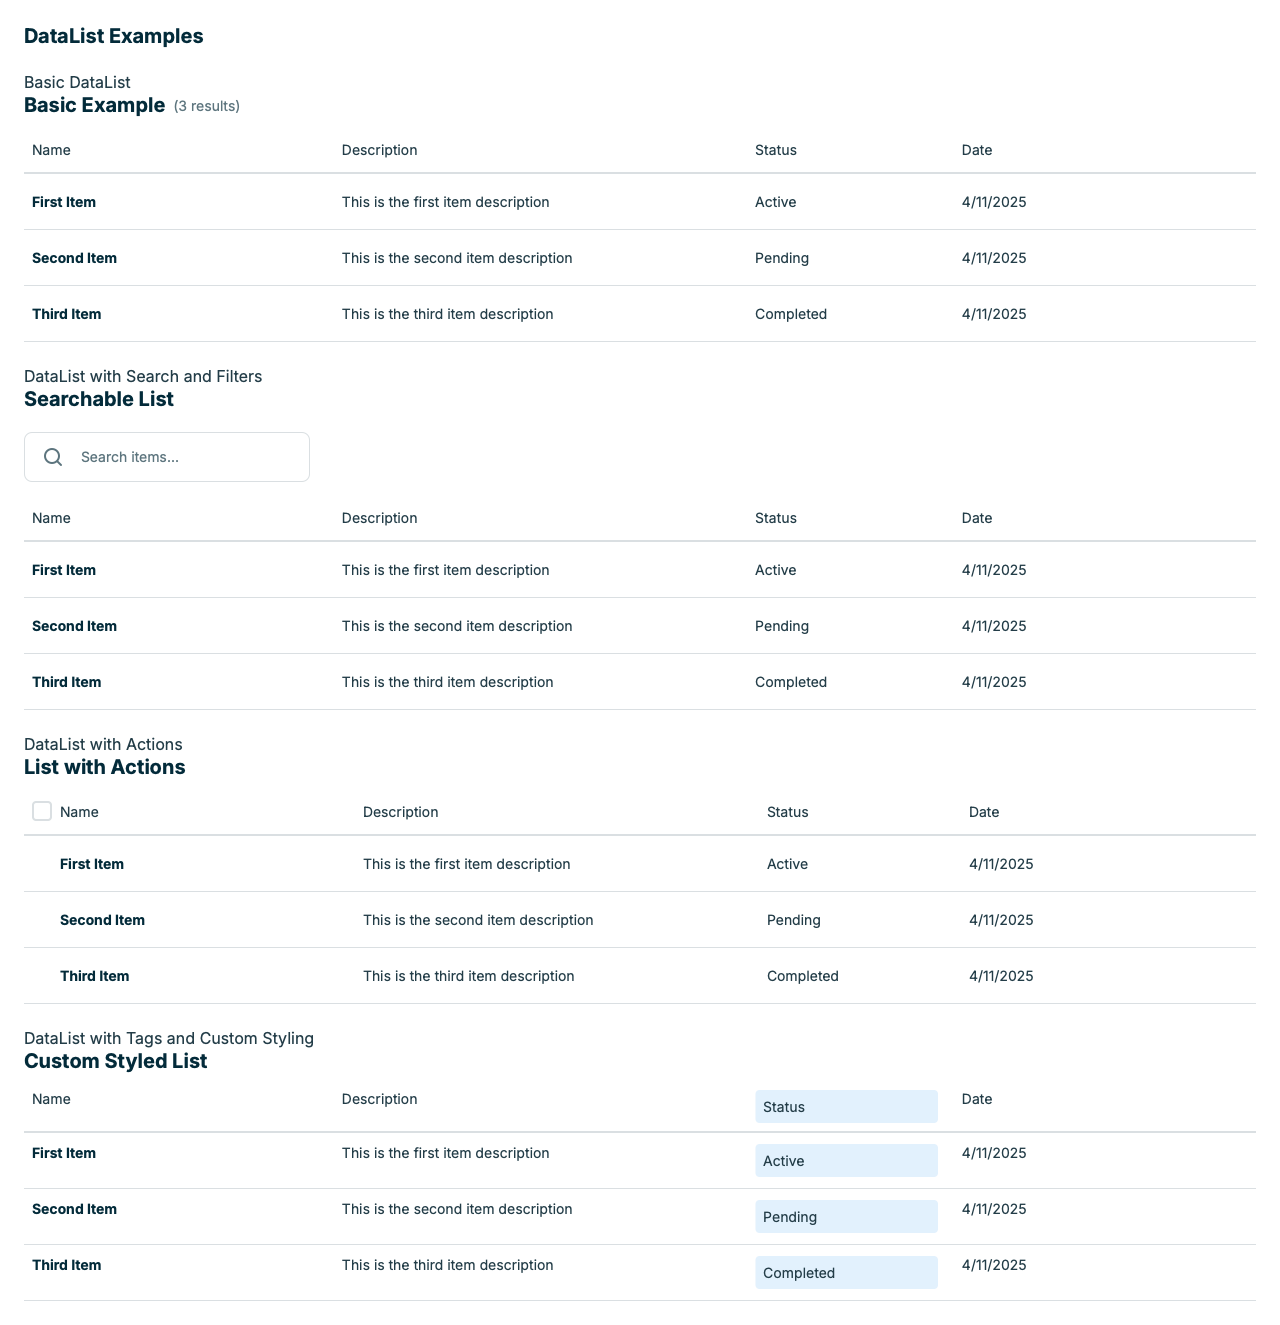 DataList Examples
Basic DataList
Basic Example (3 results)
Name Description Status Date
First Item This is the first item description Active 4/11/2025
Second Item This is the second item description Pending 4/11/2025
Third Item This is the third item description Completed 4/11/2025
DataList with Search and Filters
Searchable List
Search items...
Name Description Status Date
First Item This is the first item description Active 4/11/2025
Second Item This is the second item description Pending 4/11/2025
Third Item This is the third item description Completed 4/11/2025
DataList with Actions
List with Actions
Name Description Status Date
First Item This is the first item description Active 4/11/2025
Second Item This is the second item description Pending 4/11/2025
Third Item This is the third item description Completed 4/11/2025
DataList with Tags and Custom Styling
Custom Styled List
Name Description Status Date
First Item This is the first item description Active 4/11/2025
Second Item This is the second item description Pending 4/11/2025
Third Item This is the third item description Completed 4/11/2025